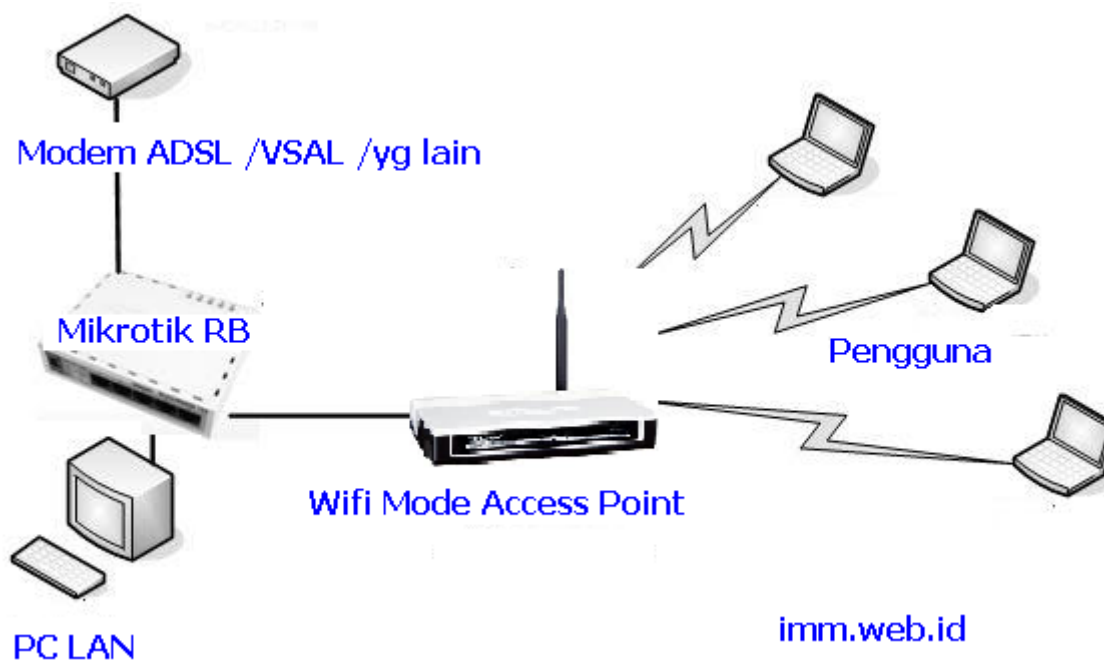 Modem ADSL /VSAL /yg lain
Mikrotik RB
Pengguna
Wifi Mode Access Point
PC LAN
imm.web.id